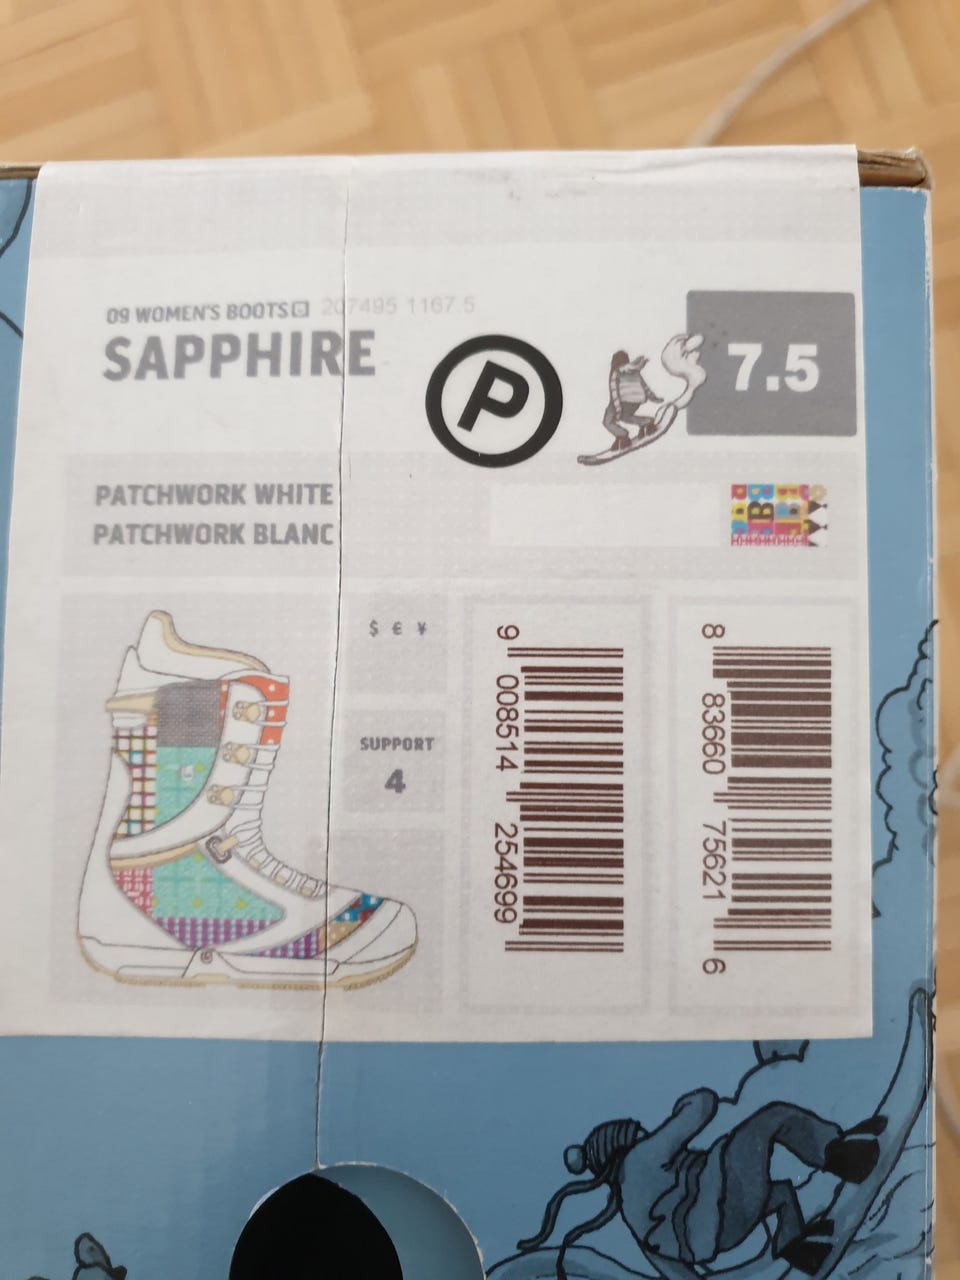 09 WOMEN'S BOOTS 207495 1167.5
SAPPHIRE
P
7.5
PATCHWORK WHITE
PATCHWORK BLANC
$ € ¥
SUPPORT
4
9 008514 254699
8 83660 75621 6